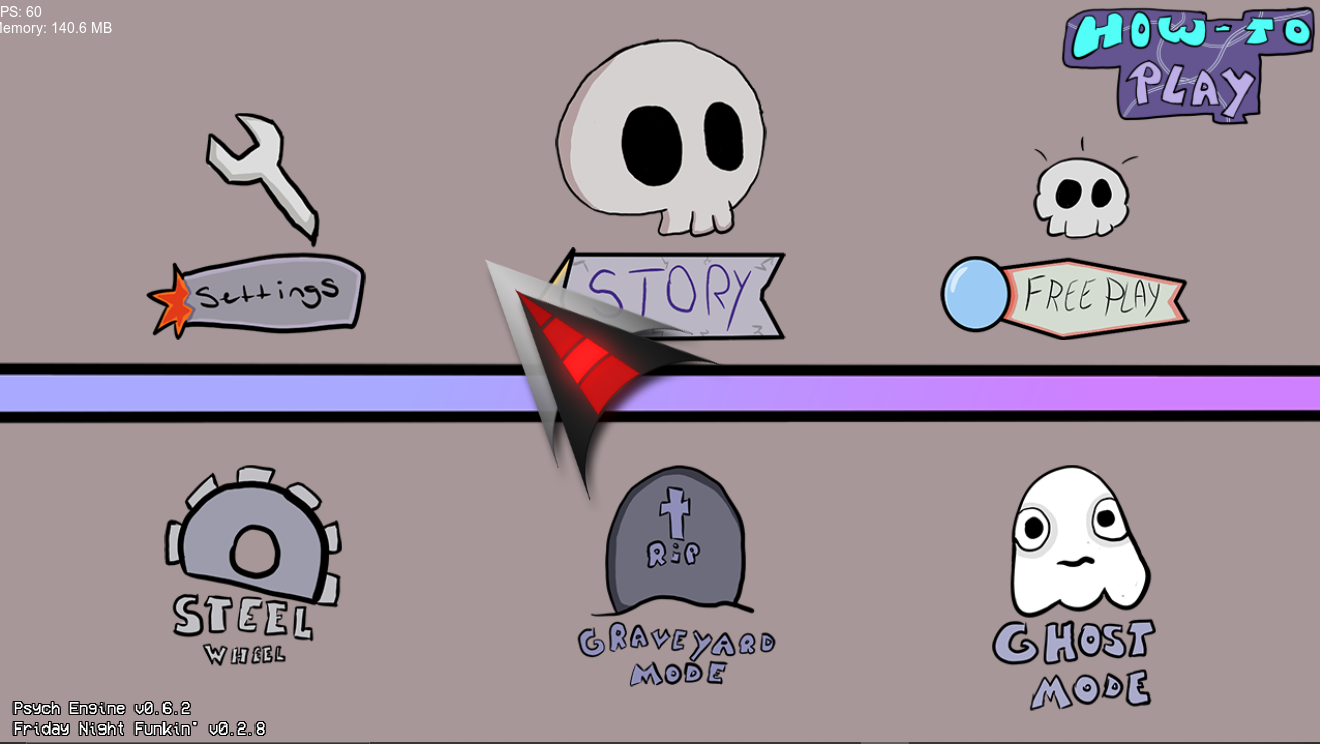 PS: 60
Memory: 140.6 MB
HOW-TO
PLAY
Settings
STORY
FREE PLAY
RiP
STEEL
WHEEL
GRAVEYARD
MODE
GHOST
MODE
Psych Engine v0.6.2
Friday Night Funkin' v0.2.8